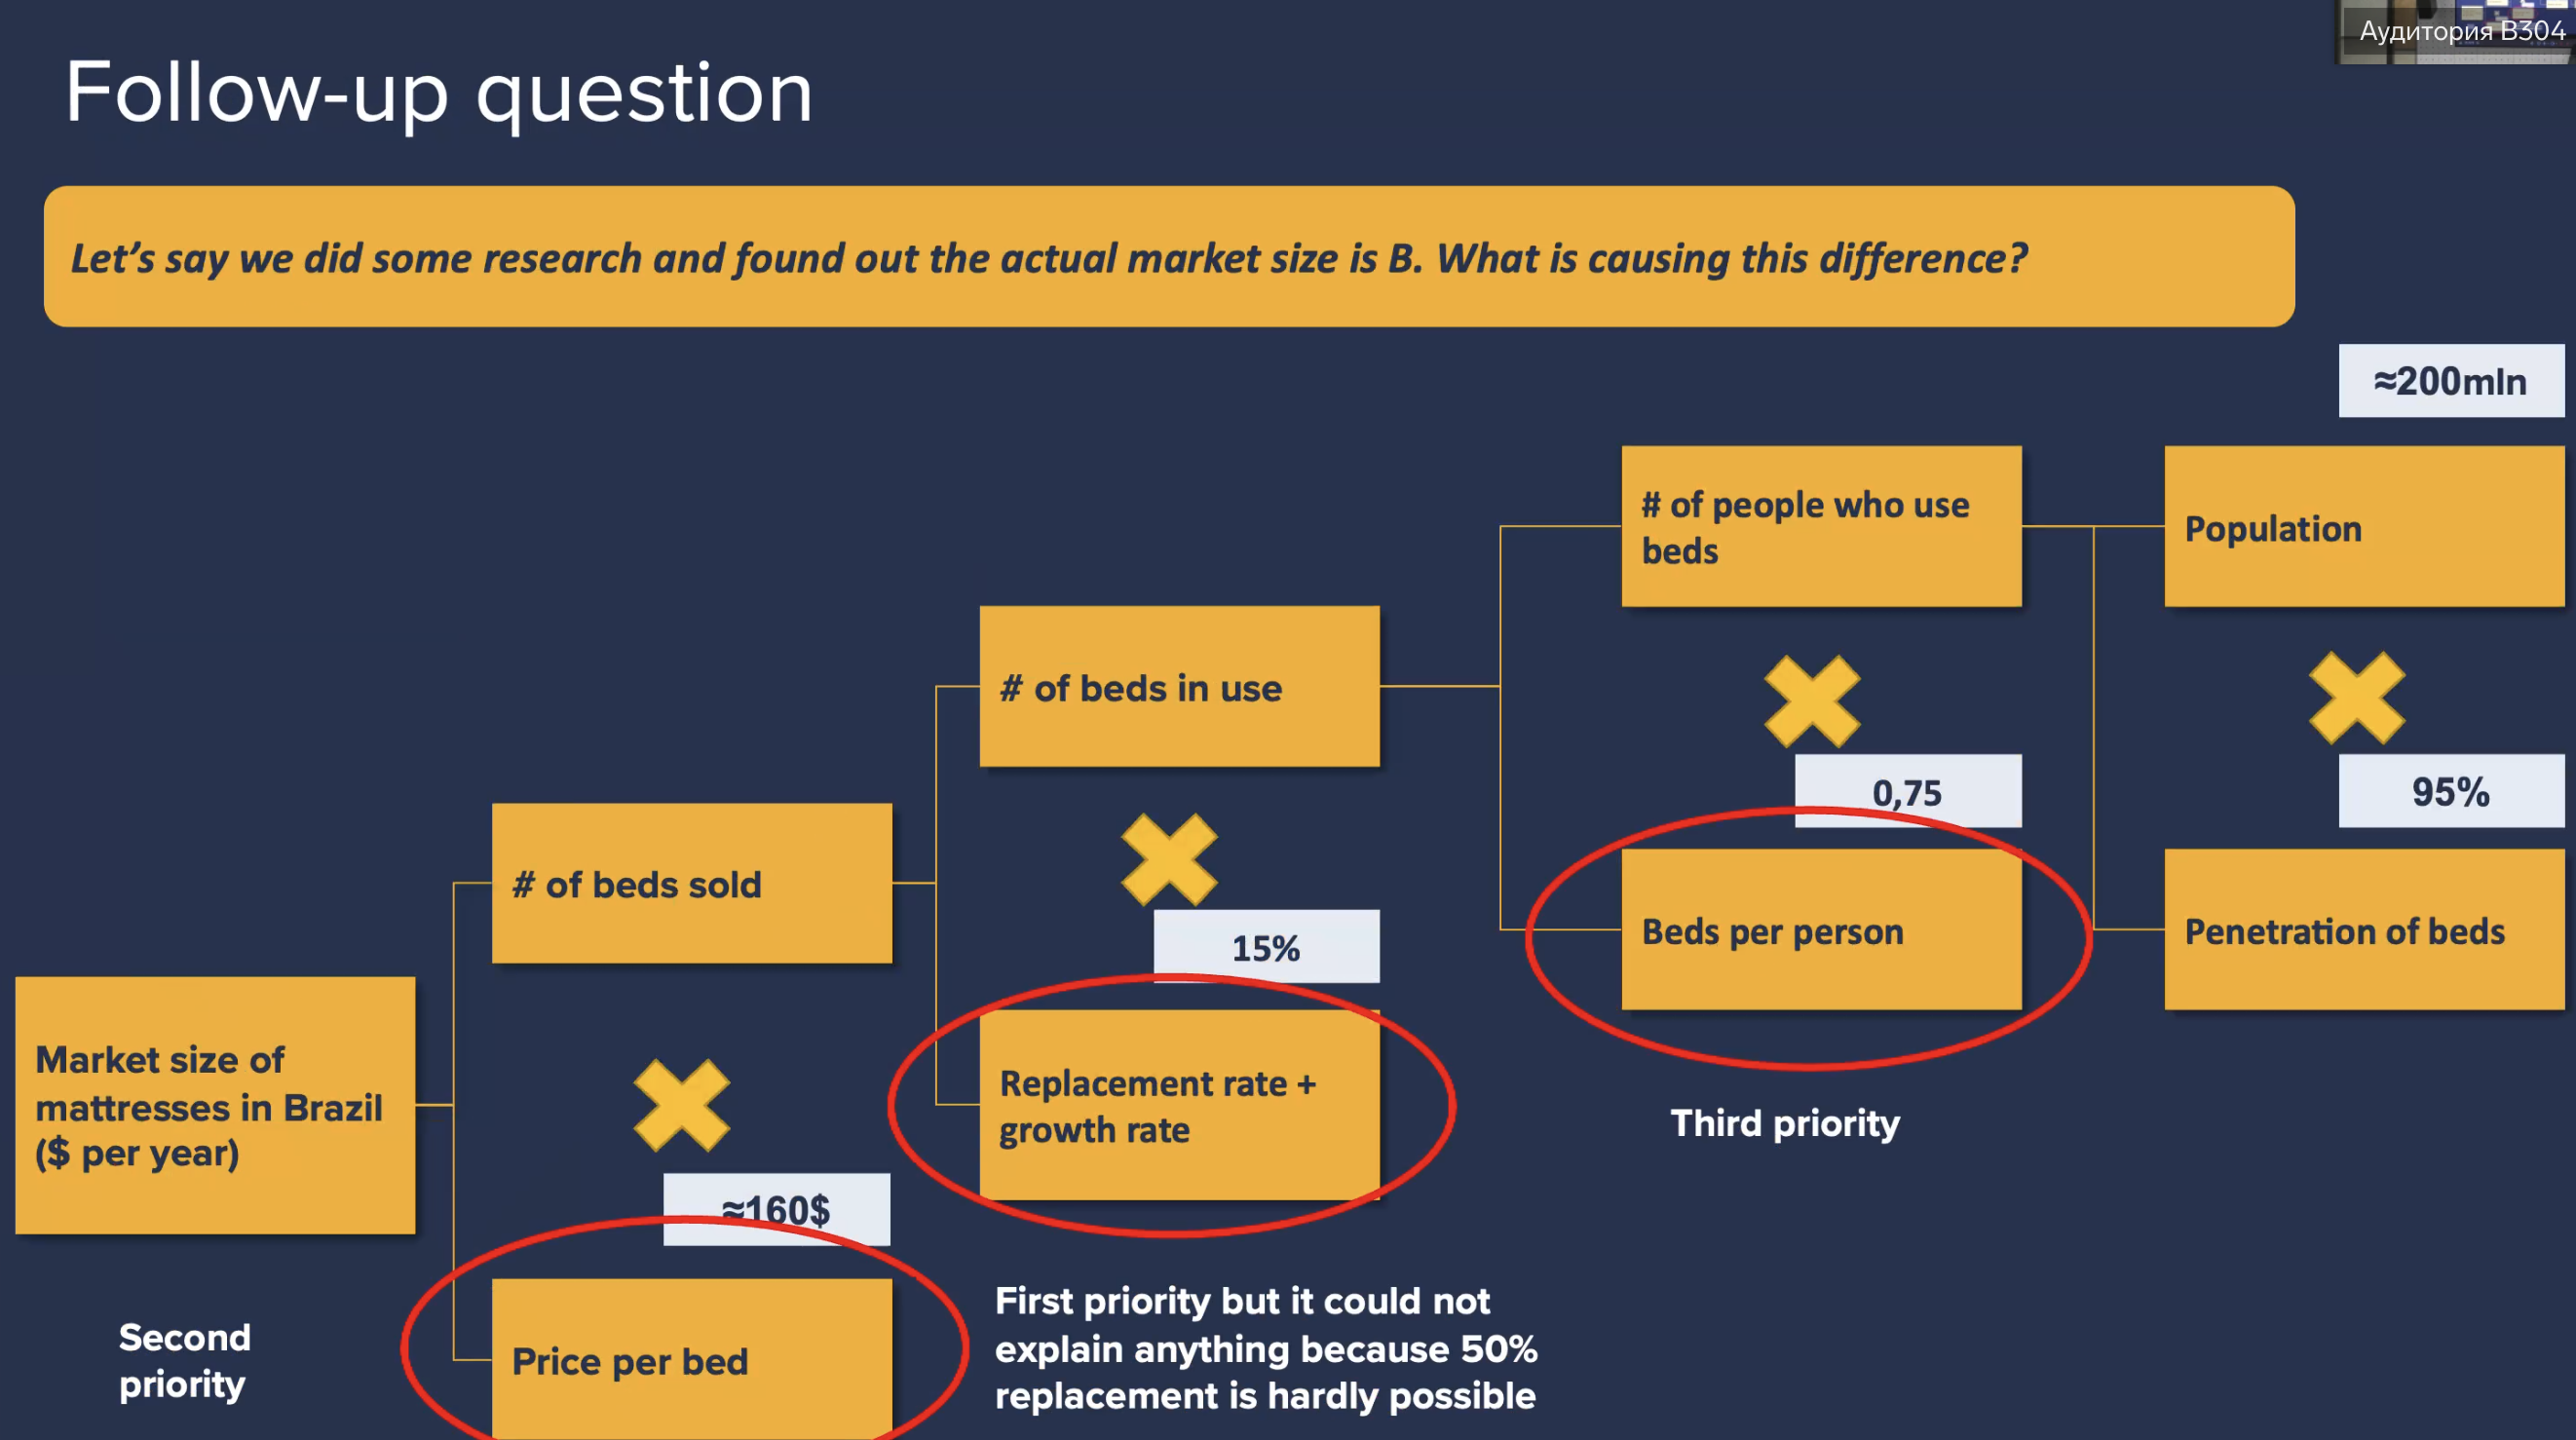 Аудитория B304
Follow-up question
Let's say we did some research and found out the actual market size is B. What is causing this difference?
≈200mln
# of people who use
beds
Population
# of beds in use
0,75
95%
# of beds sold
15%
Beds per person
Penetration of beds
Market size of
mattresses in Brazil
($ per year)
Replacement rate +
growth rate
Third priority
≈160$
Second
priority
Price per bed
First priority but it could not
explain anything because 50%
replacement is hardly possible